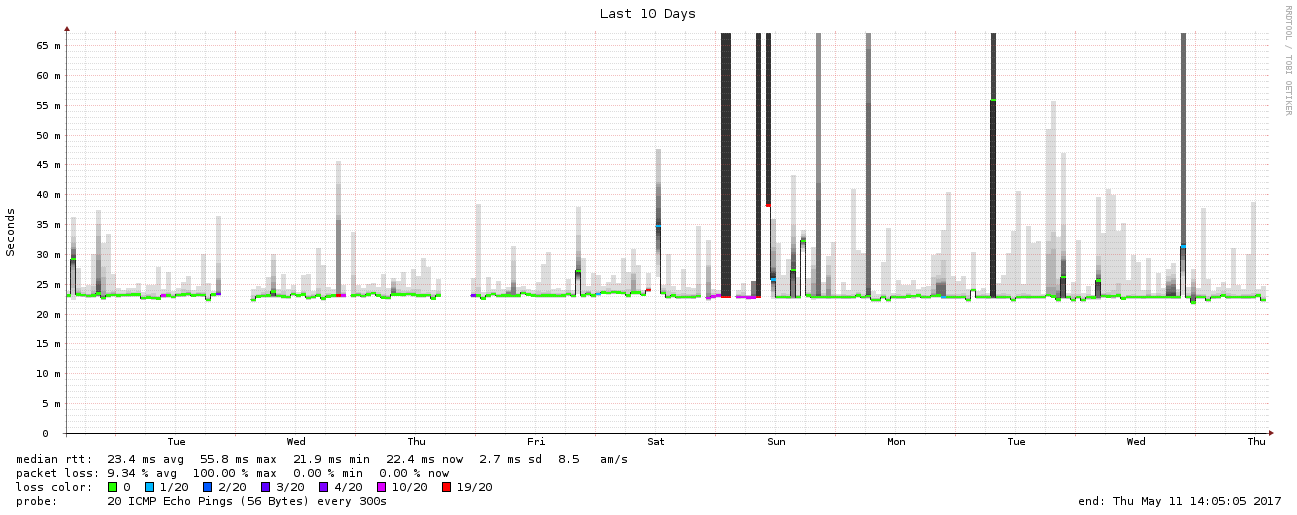 Last 10 Days
RRDTOOL / TOBI OETIKER
Seconds
65 m
60 m
55 m
50 m
45 m
40 m
35 m
30 m
25 m
20 m
15 m
10 m
5 m
0
Tue Wed Thu Fri Sat Sun Mon Tue Wed Thu
median rtt: 23.4 ms avg 55.8 ms max 21.9 ms min 22.4 ms now 2.7 ms sd 8.5 am/s
packet loss: 9.34 % avg 100.00 % max 0.00 % min 0.00 % now
loss color: 0 1/20 2/20 3/20 4/20 10/20 19/20
probe: 20 ICMP Echo Pings (56 Bytes) every 300s end: Thu May 11 14:05:05 2017